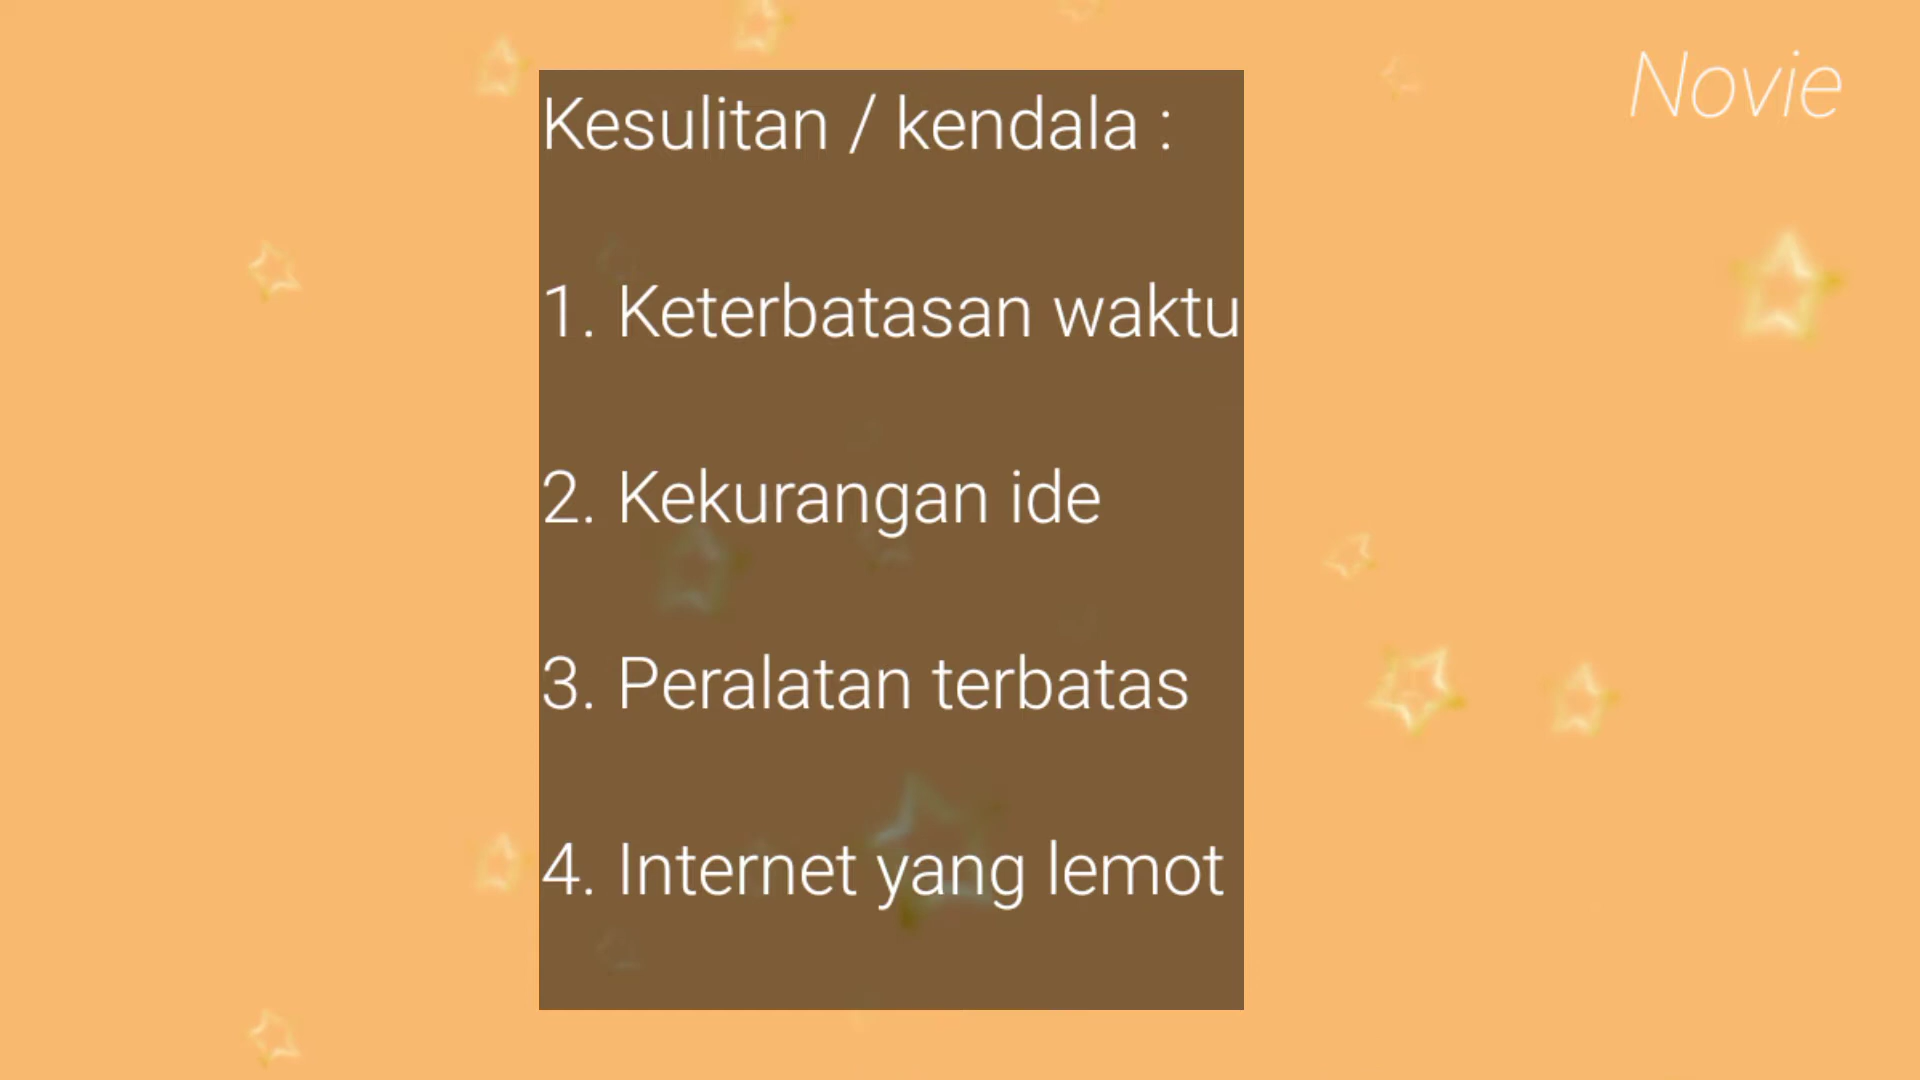 Novie
Kesulitan / kendala :
1. Keterbatasan waktu
2. Kekurangan ide
3. Peralatan terbatas
4. Internet yang lemot